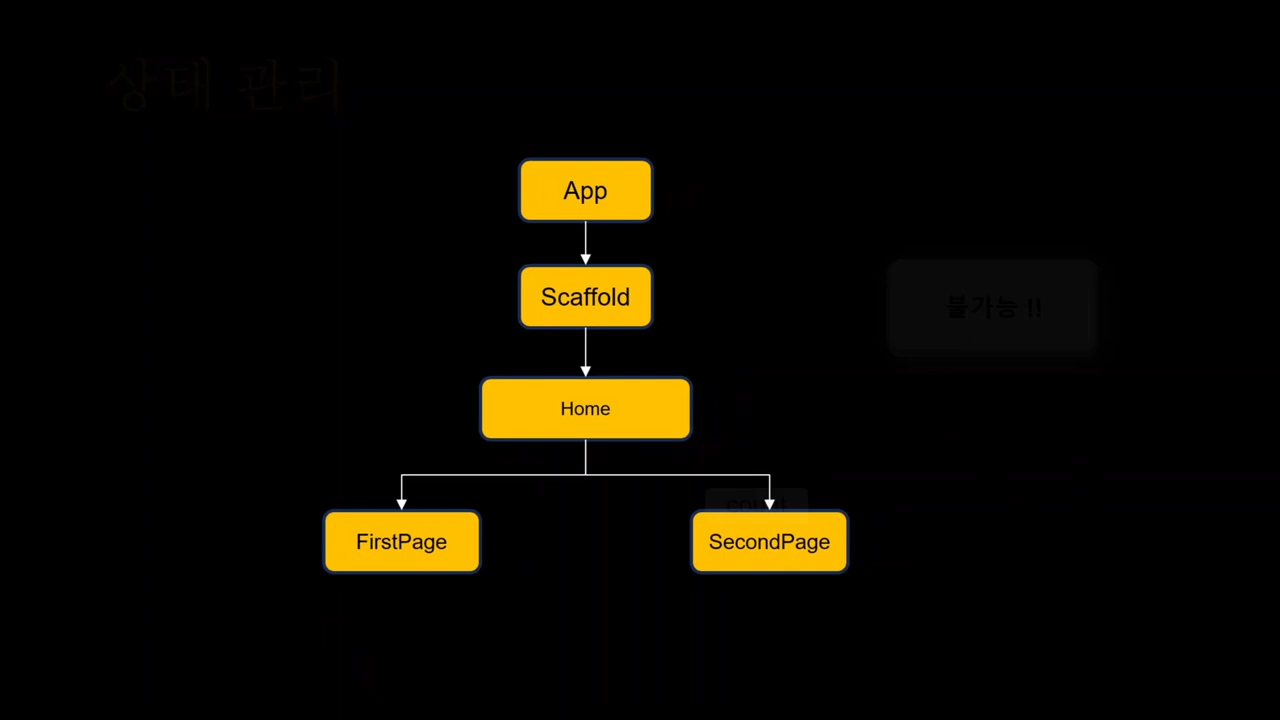 상태 관리
App
Scaffold
불가능 !!
Home
FirstPage
SecondPage